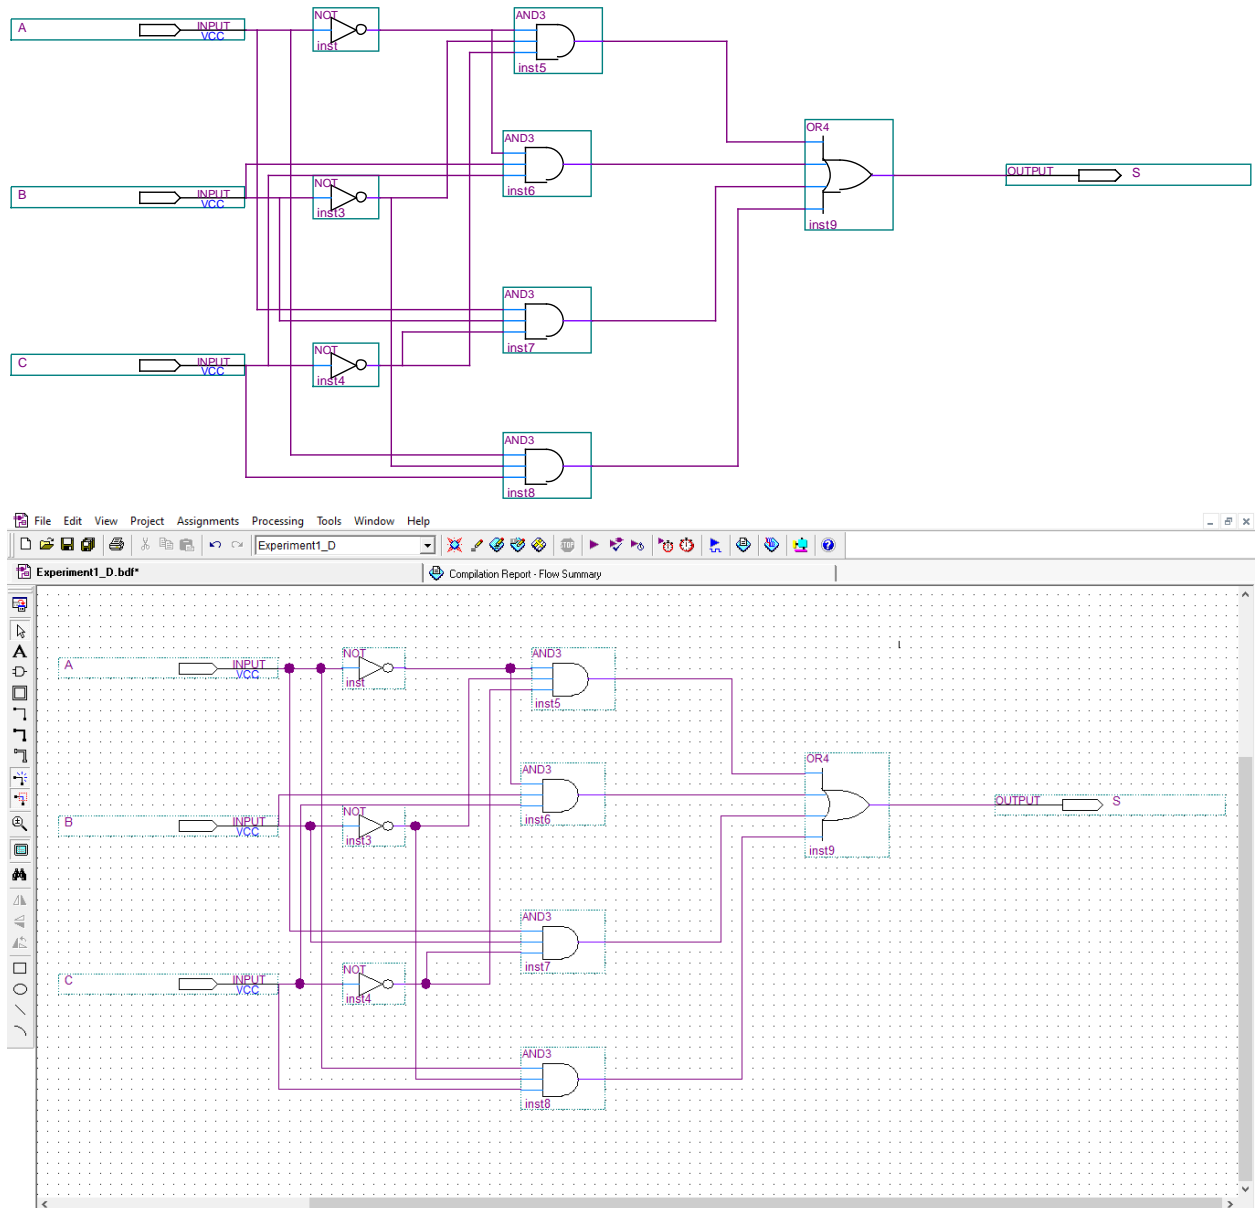 A
INPUT
VCC
NOT
inst
AND3
inst5
AND3
inst6
OR4
inst9
OUTPUT
S
B
INPUT
VCC
NOT
inst3
AND3
inst7
C
INPUT
VCC
NOT
inst4
AND3
inst8
File Edit View Project Assignments Processing Tools Window Help
Experiment1_D
STOP
Experiment1_D.bdf*
Compilation Report - Flow Summary
A
INPUT
VCC
NOT
inst
AND3
inst5
AND3
inst6
OR4
inst9
OUTPUT
S
B
INPUT
VCC
NOT
inst3
AND3
inst7
C
INPUT
VCC
NOT
inst4
AND3
inst8